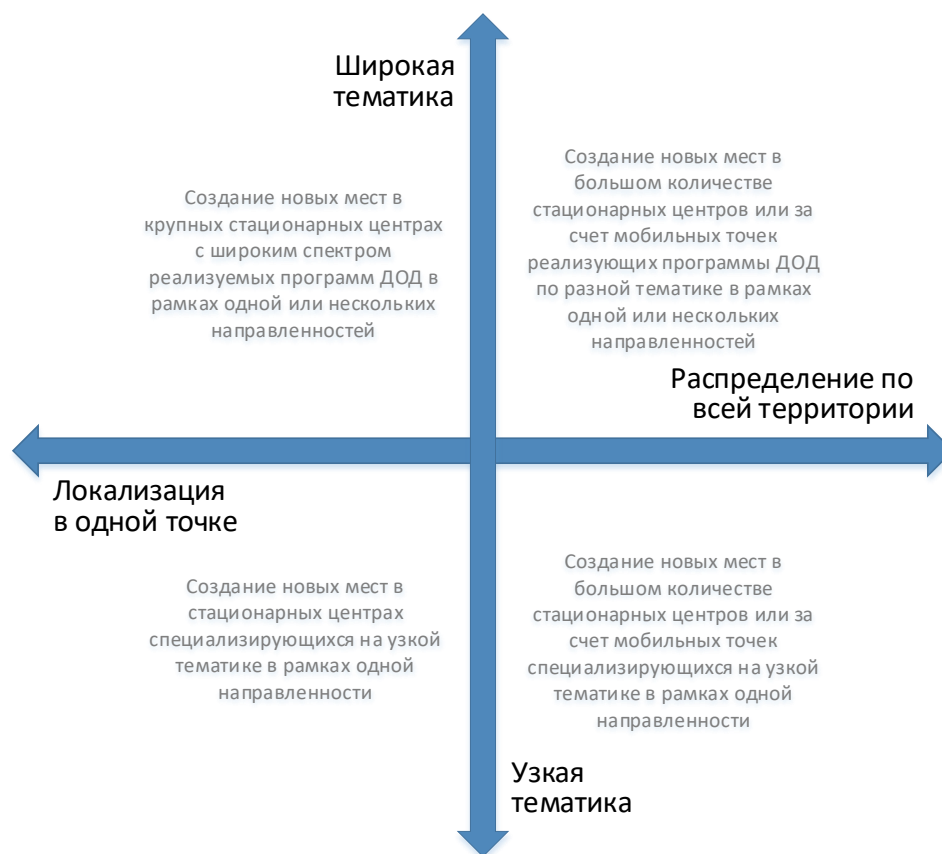 Широкая
тематика
Создание новых мест в
крупных стационарных центрах
с широким спектром
реализуемых программ ДОД в
рамках одной или нескольких
направленностей
Создание новых мест в
большом количестве
стационарных центров или за
счет мобильных точек
реализующих программы ДОД
по разной тематике в рамках
одной или нескольких
направленностей
Распределение по
всей территории
Локализация
в одной точке
Создание новых мест в
стационарных центрах
специализирующихся на узкой
тематике в рамках одной
направленности
Создание новых мест в
большом количестве
стационарных центров или за
счет мобильных точек
специализирующихся на узкой
тематике в рамках одной
направленности
Узкая
тематика